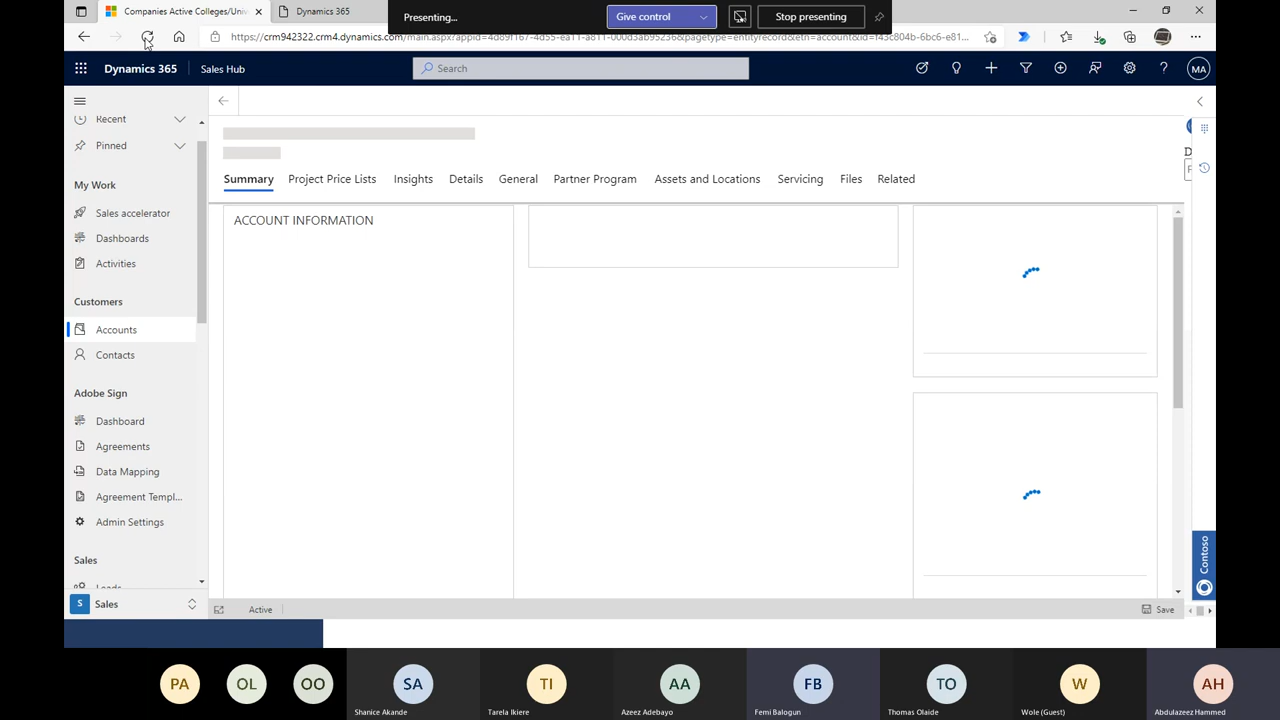 Companies Active Colleges/Univ
Dynamics 365
Presenting...
Give control
Stop presenting
https://crm942322.crm4.dynamics.com/main.aspx?appid=4d89f167-4d55-ea11-a811-000d3ab95236&pagetype=entityrecord&etn=account&id=f43c804b-6bc6-e81...
Dynamics 365
Sales Hub
Search
MA
Recent
Pinned
My Work
Sales accelerator
Dashboards
Activities
Customers
Accounts
Contacts
Adobe Sign
Dashboard
Agreements
Data Mapping
Agreement Templ...
Admin Settings
Sales
Leads
S Sales
Summary Project Price Lists Insights Details General Partner Program Assets and Locations Servicing Files Related
ACCOUNT INFORMATION
D
Contoso
Active
Save
PA
OL
OO
SA
Shanice Akande
TI
Tarela Ikiere
AA
Azeez Adebayo
FB
Femi Balogun
TO
Thomas Olaide
W
Wole (Guest)
AH
Abdulazeez Hammed